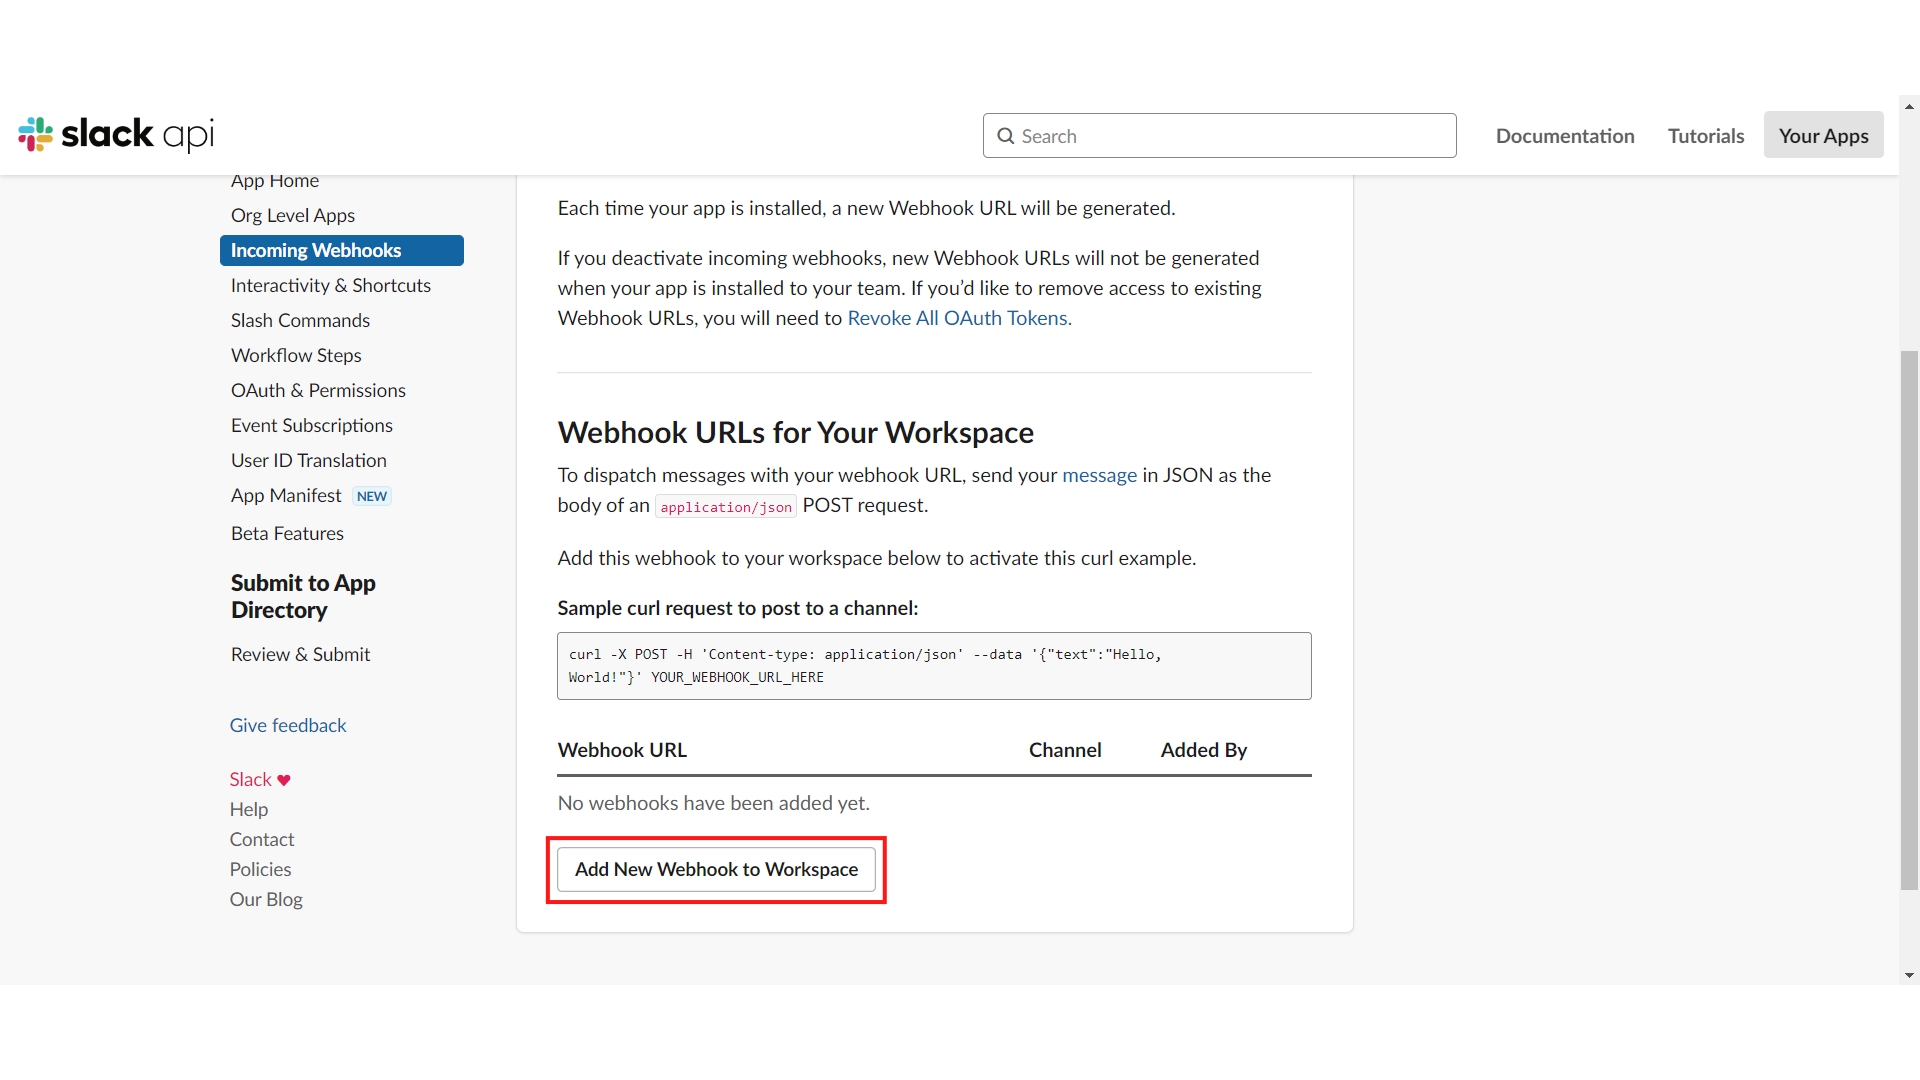 slack api
Search
Documentation
Tutorials
Your Apps
App Home
Org Level Apps
Incoming Webhooks
Interactivity & Shortcuts
Slash Commands
Workflow Steps
OAuth & Permissions
Event Subscriptions
User ID Translation
App Manifest NEW
Beta Features
Submit to App
Directory
Review & Submit
Give feedback
Slack ♥
Help
Contact
Policies
Our Blog
Each time your app is installed, a new Webhook URL will be generated.
If you deactivate incoming webhooks, new Webhook URLs will not be generated
when your app is installed to your team. If you’d like to remove access to existing
Webhook URLs, you will need to Revoke All OAuth Tokens.
Webhook URLs for Your Workspace
To dispatch messages with your webhook URL, send your message in JSON as the
body of an application/json POST request.
Add this webhook to your workspace below to activate this curl example.
Sample curl request to post to a channel:
curl -X POST -H 'Content-type: application/json' --data '{"text":"Hello,
World!"}' YOUR_WEBHOOK_URL_HERE
Webhook URL Channel Added By
No webhooks have been added yet.
Add New Webhook to Workspace